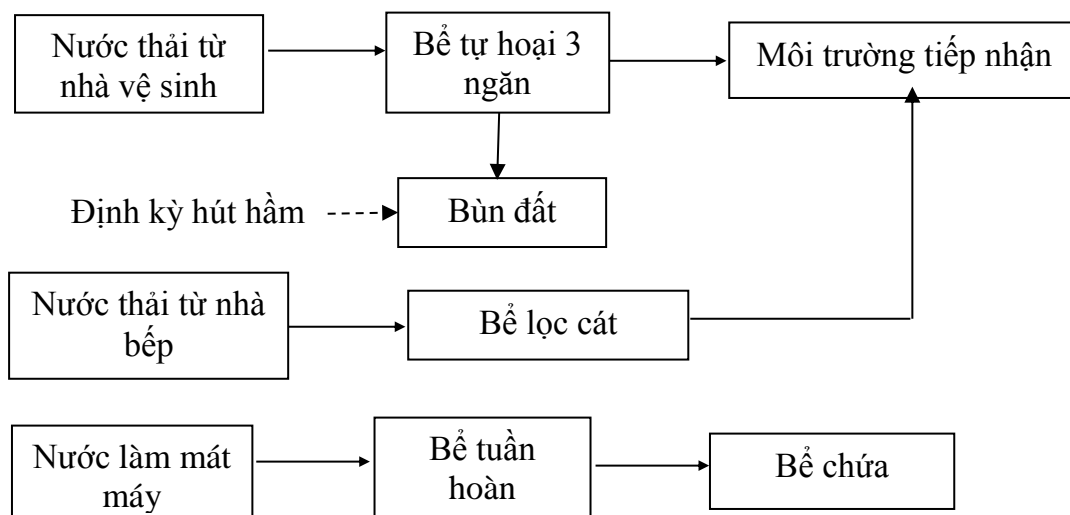 Nước thải từ
nhà vệ sinh
Bể tự hoại 3
ngăn
Môi trường tiếp nhận
Định kỳ hút hầm
Bùn đất
Nước thải từ nhà
bếp
Bể lọc cát
Nước làm mát
máy
Bể tuần
hoàn
Bể chứa